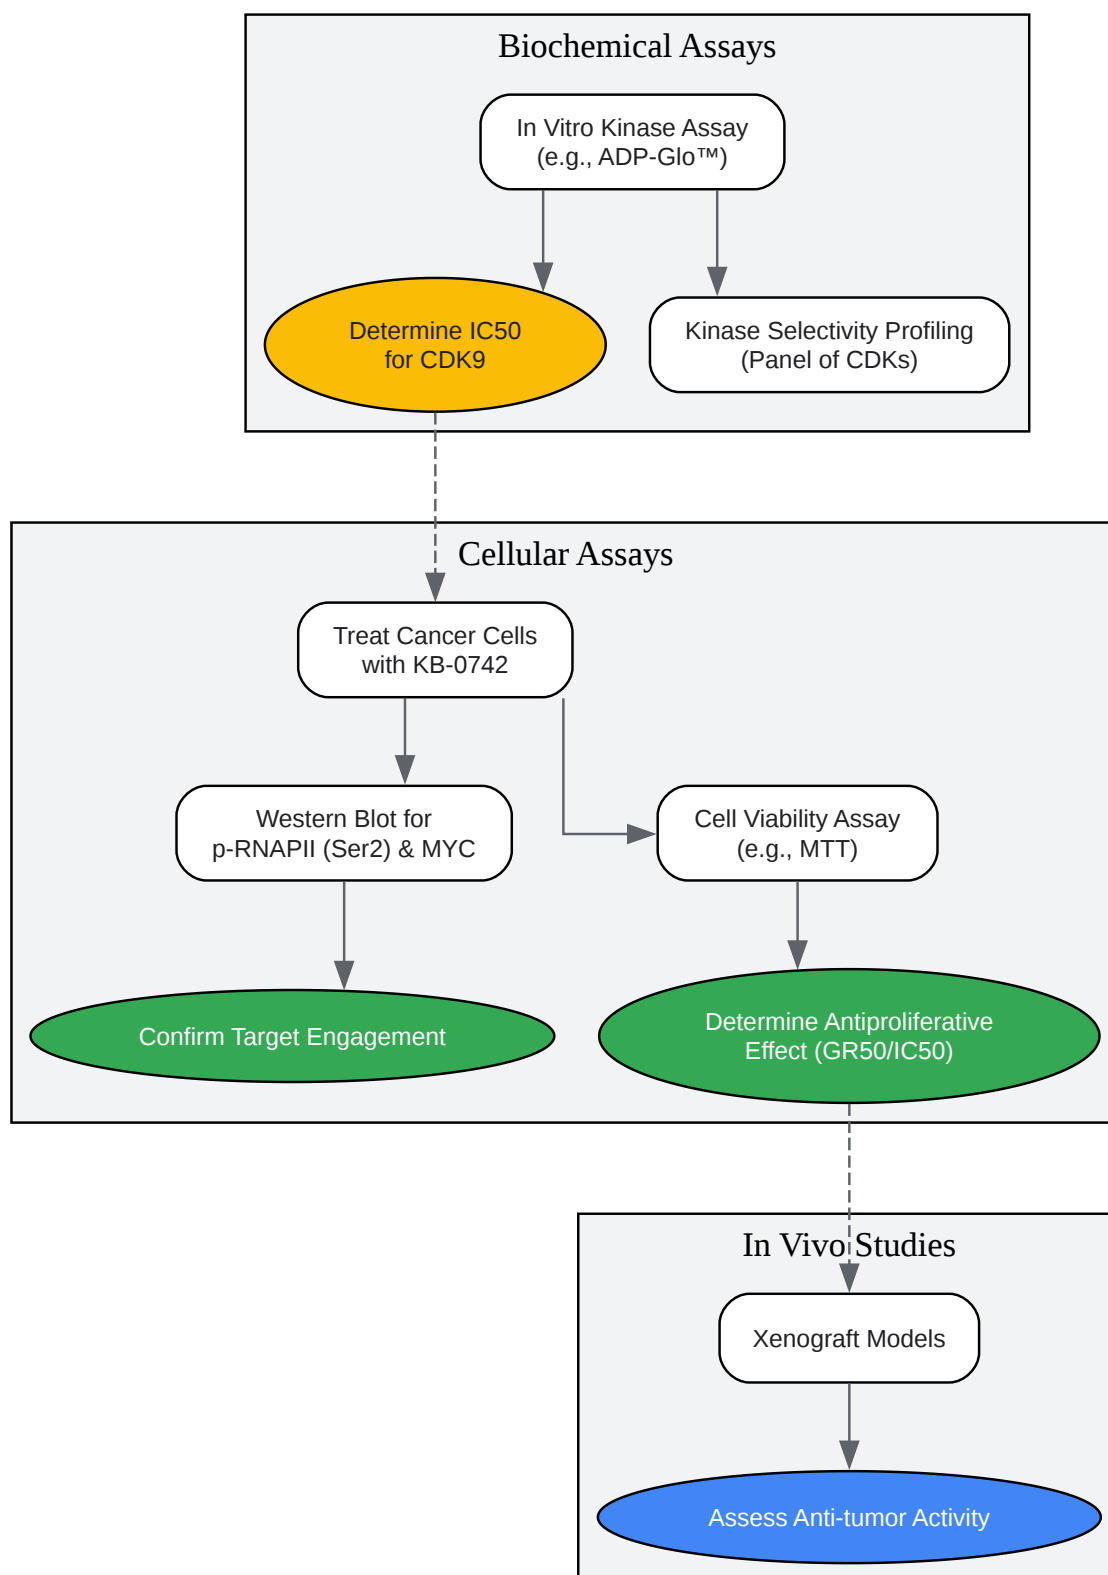 Biochemical Assays
In Vitro Kinase Assay
(e.g., ADP-Glo™)
Determine IC50
for CDK9
Kinase Selectivity Profiling
(Panel of CDKs)
Cellular Assays
Treat Cancer Cells
with KB-0742
Western Blot for
p-RNAPII (Ser2) & MYC
Cell Viability Assay
(e.g., MTT)
Confirm Target Engagement
Determine Antiproliferative
Effect (GR50/IC50)
In Vivo Studies
Xenograft Models
Assess Anti-tumor Activity